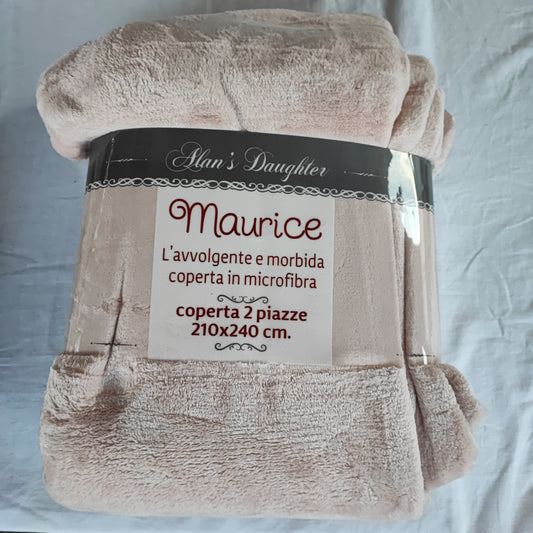 Alan's Daughter
Maurice
L'avvolgente e morbida
coperta in microfibra
coperta 2 piazze
210x240 cm.